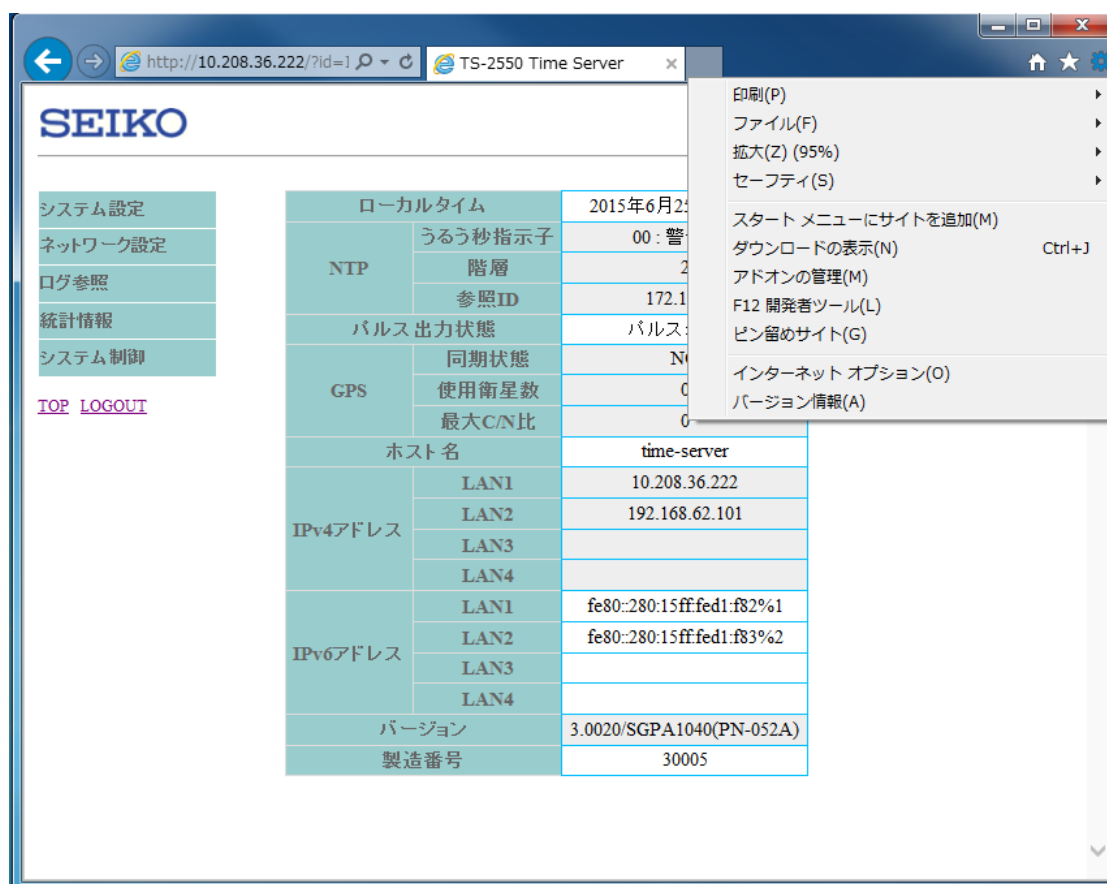 http://10.208.36.222/?id=1
TS-2550 Time Server
SEIKO
印刷(P)
ファイル(F)
拡大(Z) (95%)
セーフティ(S)
スタート メニューにサイトを追加(M)
ダウンロードの表示(N) Ctrl+J
アドオンの管理(M)
F12 開発者ツール(L)
ピン留めサイト(G)
インターネット オプション(O)
バージョン情報(A)
システム設定
ネットワーク設定
ログ参照
統計情報
システム制御
TOP LOGOUT
ローカルタイム 2015年6月2
NTP
うるう秒指示子 00 : 警
階層 2
参照ID 172.1
パルス出力状態 パルス
GPS
同期状態 N
使用衛星数 0
最大C/N比 0
ホスト名 time-server
IPv4アドレス
LAN1 10.208.36.222
LAN2 192.168.62.101
LAN3
LAN4
IPv6アドレス
LAN1 fe80::280:15ff:fed1:f82%1
LAN2 fe80::280:15ff:fed1:f83%2
LAN3
LAN4
バージョン 3.0020/SGPA1040(PN-052A)
製造番号 30005